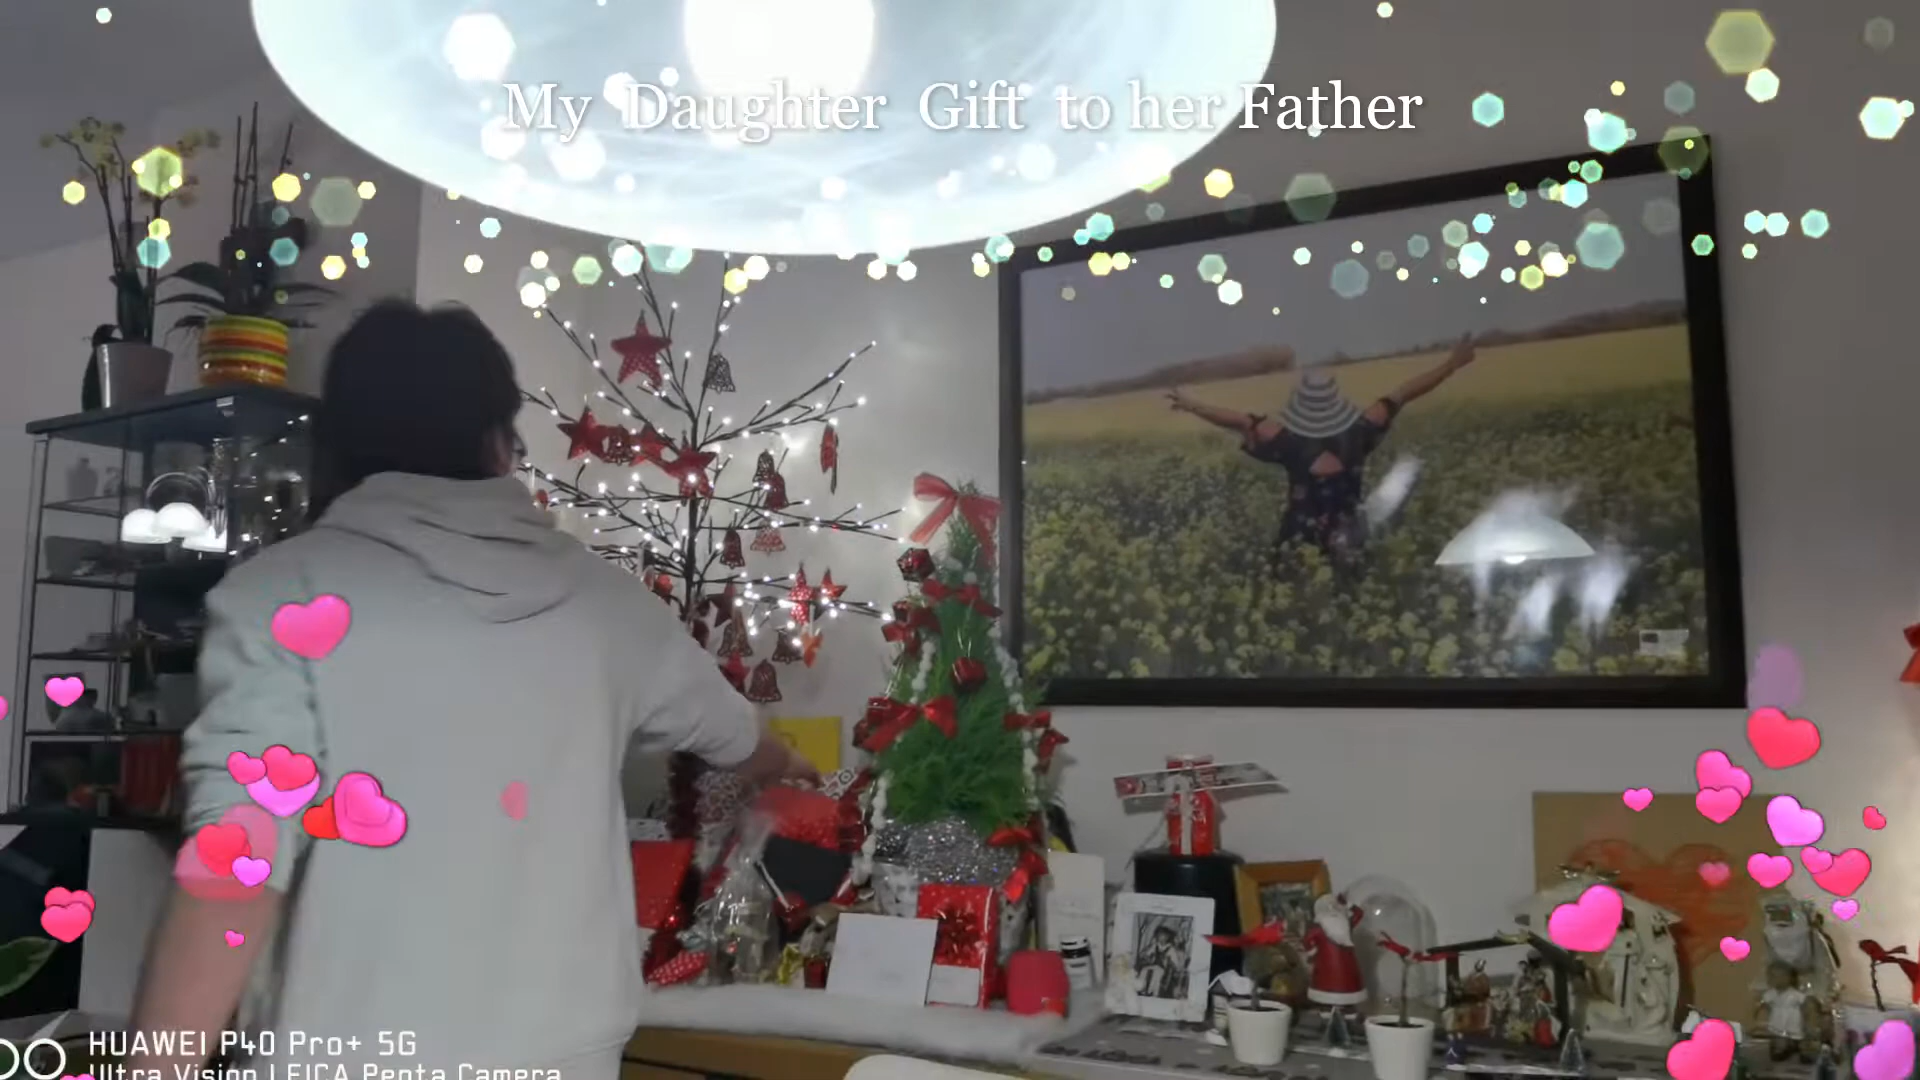 My Daughter Gift to her Father
HUAWEI P40 Pro+ 5G
Ultra Vision LEICA Penta Camera